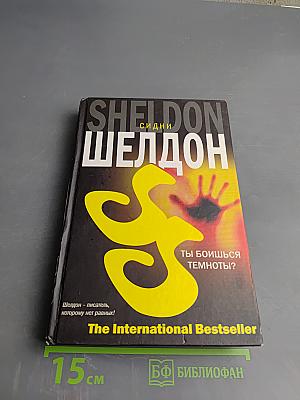 SHELDON
СИДНИ
ШЕЛДОН
ТЫ БОИШЬСЯ
ТЕМНОТЫ?
Шелдон - писатель,
которому нет равных!
The International Bestseller
15 см
БФ БИБЛИОФАН